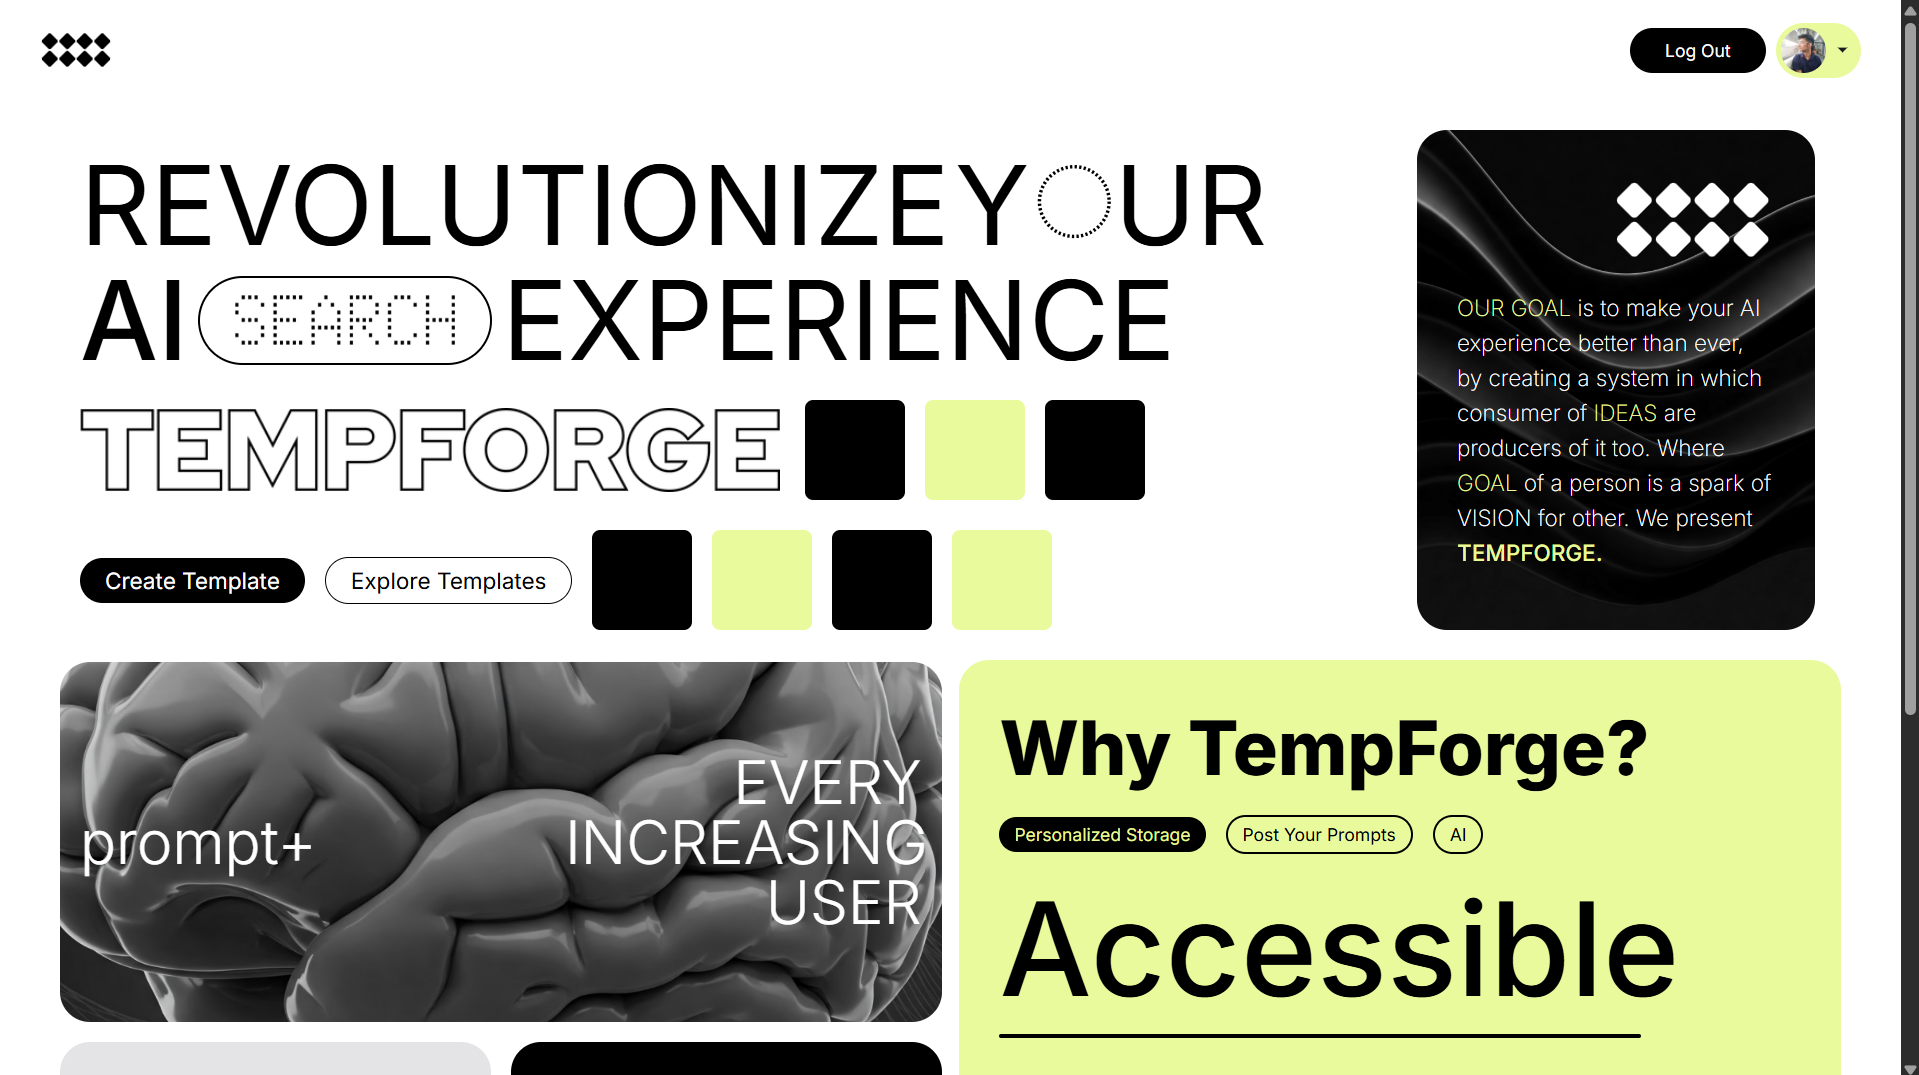 Log Out
REVOLUTIONIZE YOUR
AI SEARCH EXPERIENCE
TEMPFORGE
Create Template
Explore Templates
OUR GOAL is to make your AI
experience better than ever,
by creating a system in which
consumer of IDEAS are
producers of it too. Where
GOAL of a person is a spark of
VISION for other. We present
TEMPFORGE.
prompt+
EVERY
INCREASING
USER
Why TempForge?
Personalized Storage
Post Your Prompts
AI
Accessible